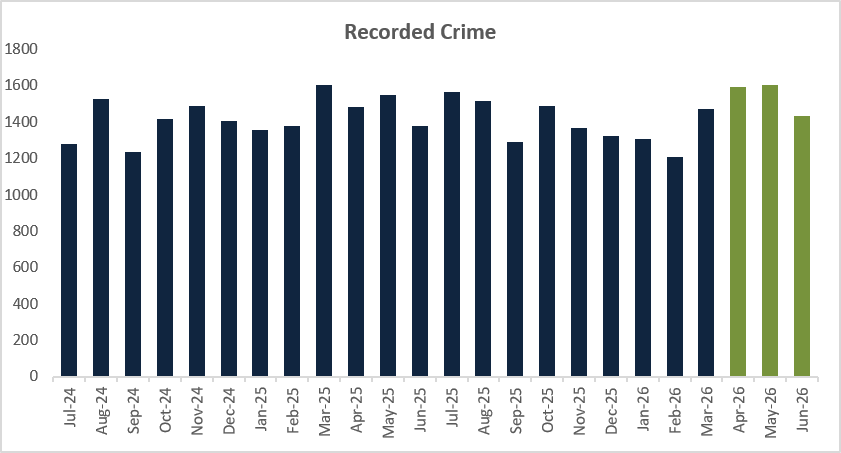 Recorded Crime
1800
1600
1400
1200
1000
800
600
400
200
0
Jul-24
Aug-24
Sep-24
Oct-24
Nov-24
Dec-24
Jan-25
Feb-25
Mar-25
Apr-25
May-25
Jun-25
Jul-25
Aug-25
Sep-25
Oct-25
Nov-25
Dec-25
Jan-26
Feb-26
Mar-26
Apr-26
May-26
Jun-26